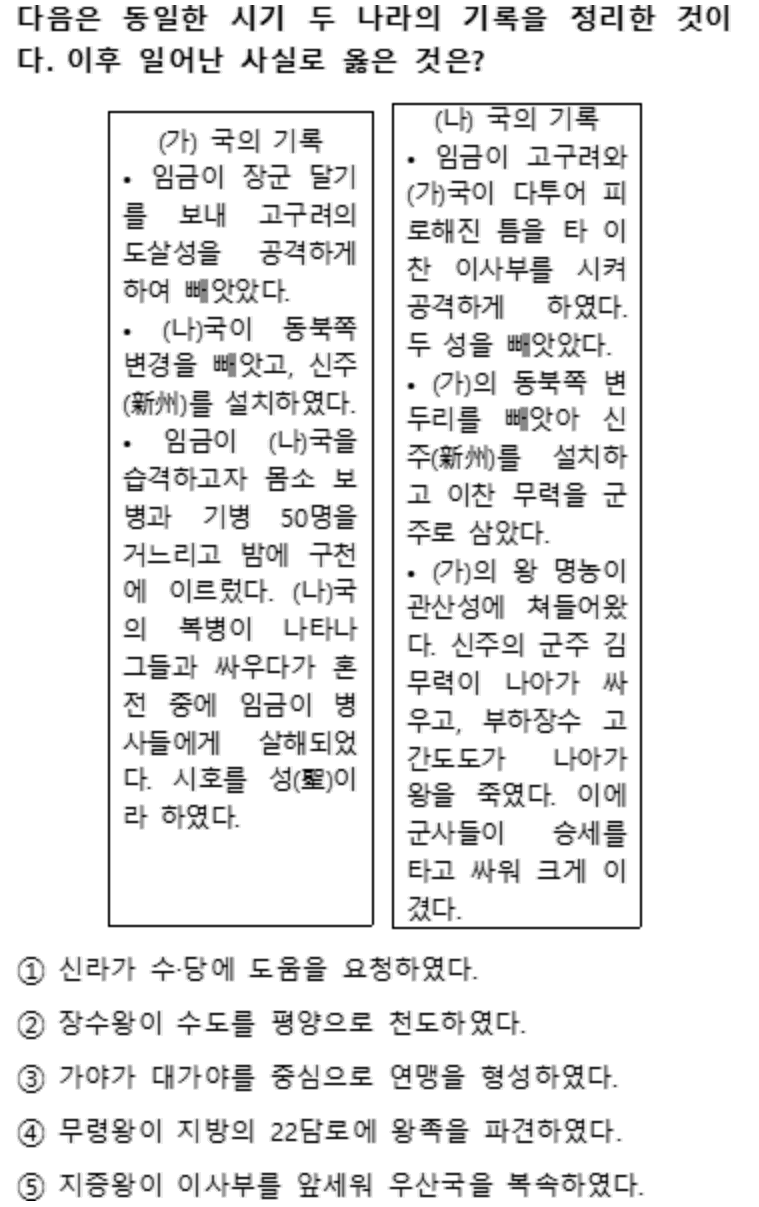 다음은 동일한 시기 두 나라의 기록을 정리한 것이
다. 이후 일어난 사실로 옳은 것은?
(가) 국의 기록
• 임금이 장군 달기
를 보내 고구려의
도살성을 공격하게
하여 빼앗았다.
• (나)국이 동북쪽
변경을 빼앗고, 신주
(新州)를 설치하였다.
• 임금이 (나)국을
습격하고자 몸소 보
병과 기병 50명을
거느리고 밤에 구천
에 이르렀다. (나)국
의 복병이 나타나
그들과 싸우다가 혼
전 중에 임금이 병
사들에게 살해되었
다. 시호를 성(聖)이
라 하였다.
(나) 국의 기록
• 임금이 고구려와
(가)국이 다투어 피
로해진 틈을 타 이
찬 이사부를 시켜
공격하게 하였다.
두 성을 빼앗았다.
• (가)의 동북쪽 변
두리를 빼앗아 신
주(新州)를 설치하
고 이찬 무력을 군
주로 삼았다.
• (가)의 왕 명농이
관산성에 쳐들어왔
다. 신주의 군주 김
무력이 나아가 싸
우고, 부하장수 고
간도도가 나아가
왕을 죽였다. 이에
군사들이 승세를
타고 싸워 크게 이
겼다.
① 신라가 수·당에 도움을 요청하였다.
② 장수왕이 수도를 평양으로 천도하였다.
③ 가야가 대가야를 중심으로 연맹을 형성하였다.
④ 무령왕이 지방의 22담로에 왕족을 파견하였다.
⑤ 지증왕이 이사부를 앞세워 우산국을 복속하였다.